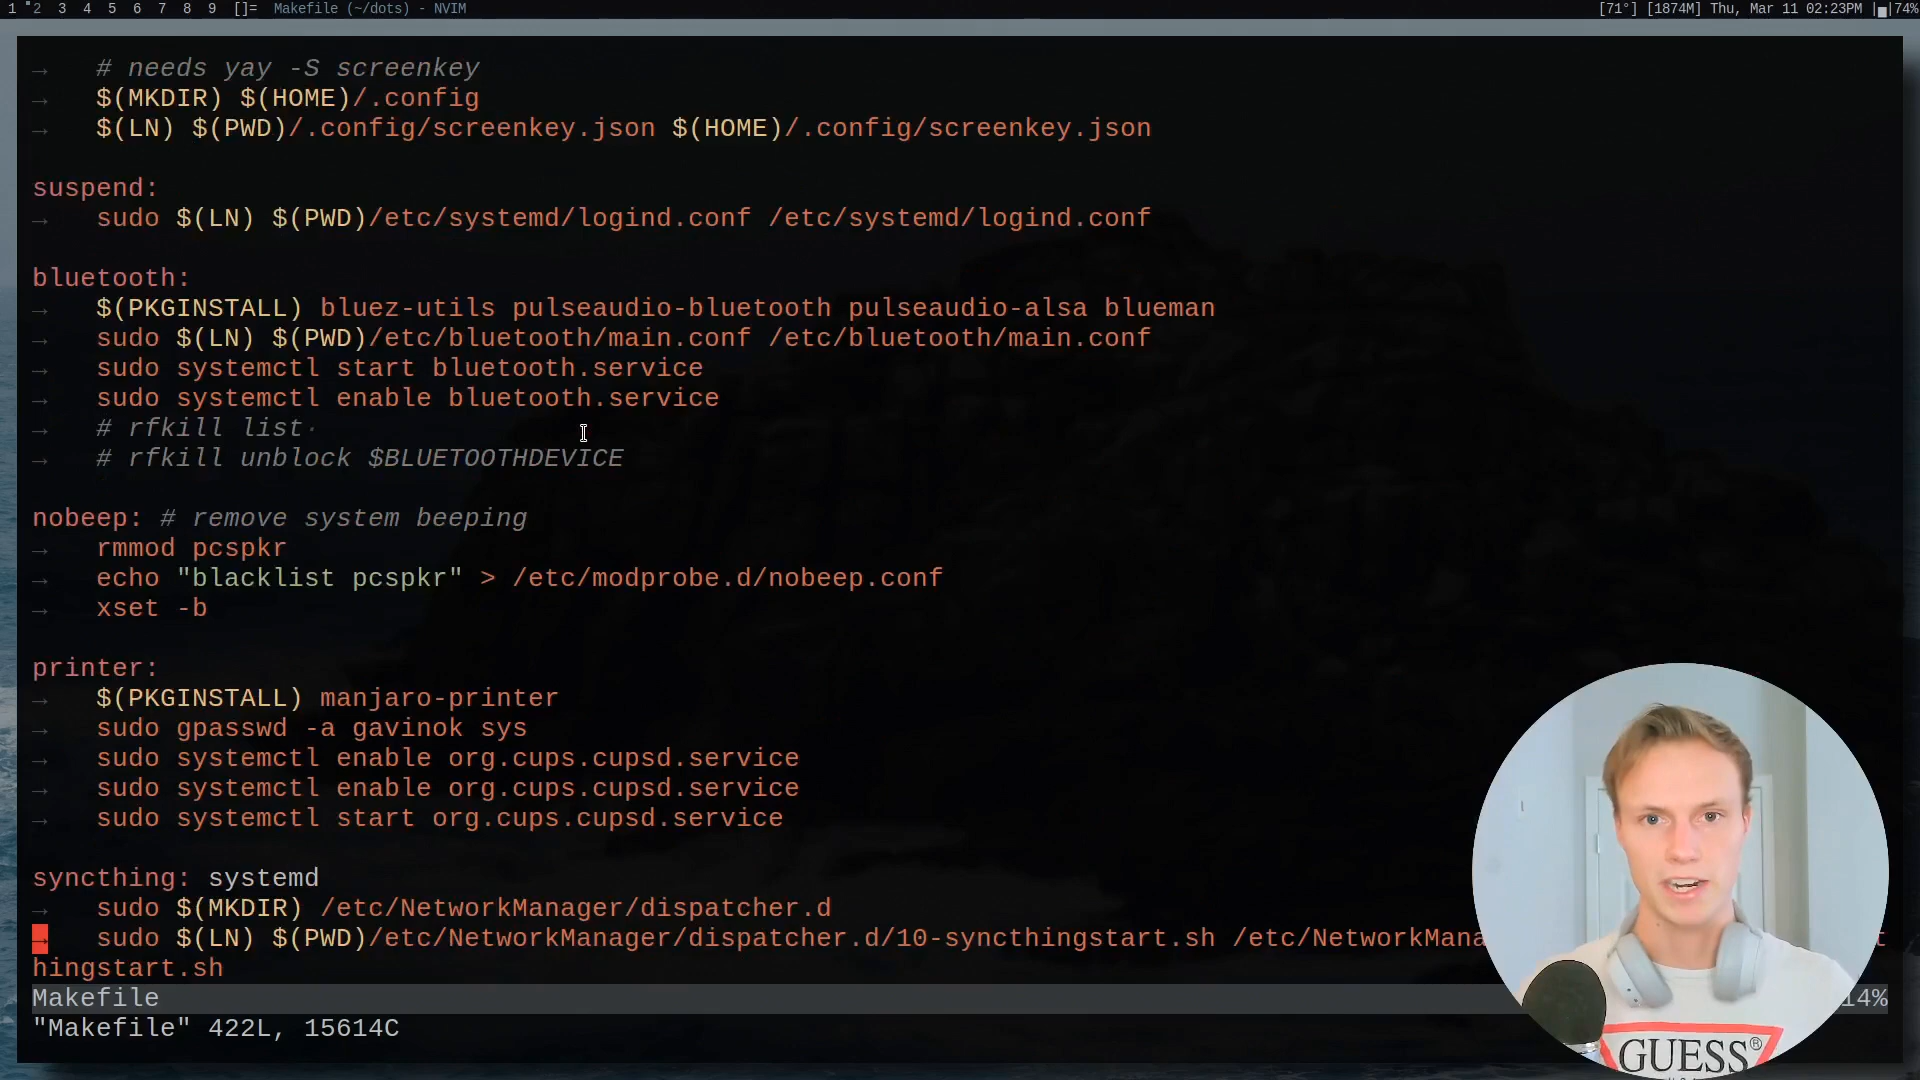 1 2 3 4 5 6 7 8 9 []= Makefile (~/dots) - NVIM [71°] [1874M] Thu, Mar 11 02:23PM 74%
# needs yay -S screenkey
$(MKDIR) $(HOME)/.config
$(LN) $(PWD)/.config/screenkey.json $(HOME)/.config/screenkey.json
suspend:
sudo $(LN) $(PWD)/etc/systemd/logind.conf /etc/systemd/logind.conf
bluetooth:
$(PKGINSTALL) bluez-utils pulseaudio-bluetooth pulseaudio-alsa blueman
sudo $(LN) $(PWD)/etc/bluetooth/main.conf /etc/bluetooth/main.conf
sudo systemctl start bluetooth.service
sudo systemctl enable bluetooth.service
# rfkill list
# rfkill unblock $BLUETOOTHDEVICE
nobeep: # remove system beeping
rmmod pcspkr
echo "blacklist pcspkr" > /etc/modprobe.d/nobeep.conf
xset -b
printer:
$(PKGINSTALL) manjaro-printer
sudo gpasswd -a gavinok sys
sudo systemctl enable org.cups.cupsd.service
sudo systemctl enable org.cups.cupsd.service
sudo systemctl start org.cups.cupsd.service
syncthing: systemd
sudo $(MKDIR) /etc/NetworkManager/dispatcher.d
sudo $(LN) $(PWD)/etc/NetworkManager/dispatcher.d/10-syncthingstart.sh /etc/NetworkMana
hingstart.sh
Makefile 14%
"Makefile" 422L, 15614C
GUESS®